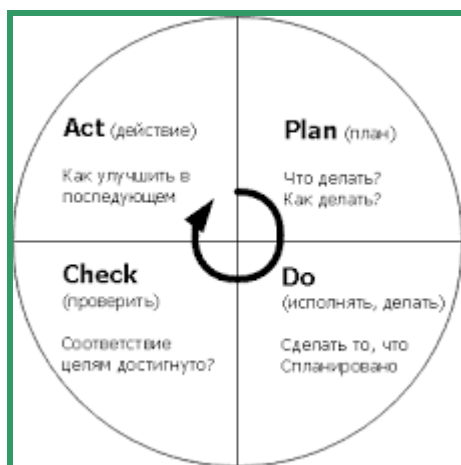 Act (действие)
Как улучшить в
последующем
Plan (план)
Что делать?
Как делать?
Check
(проверить)
Соответствие
целям достигнуто?
Do
(исполнять, делать)
Сделать то, что
Спланировано